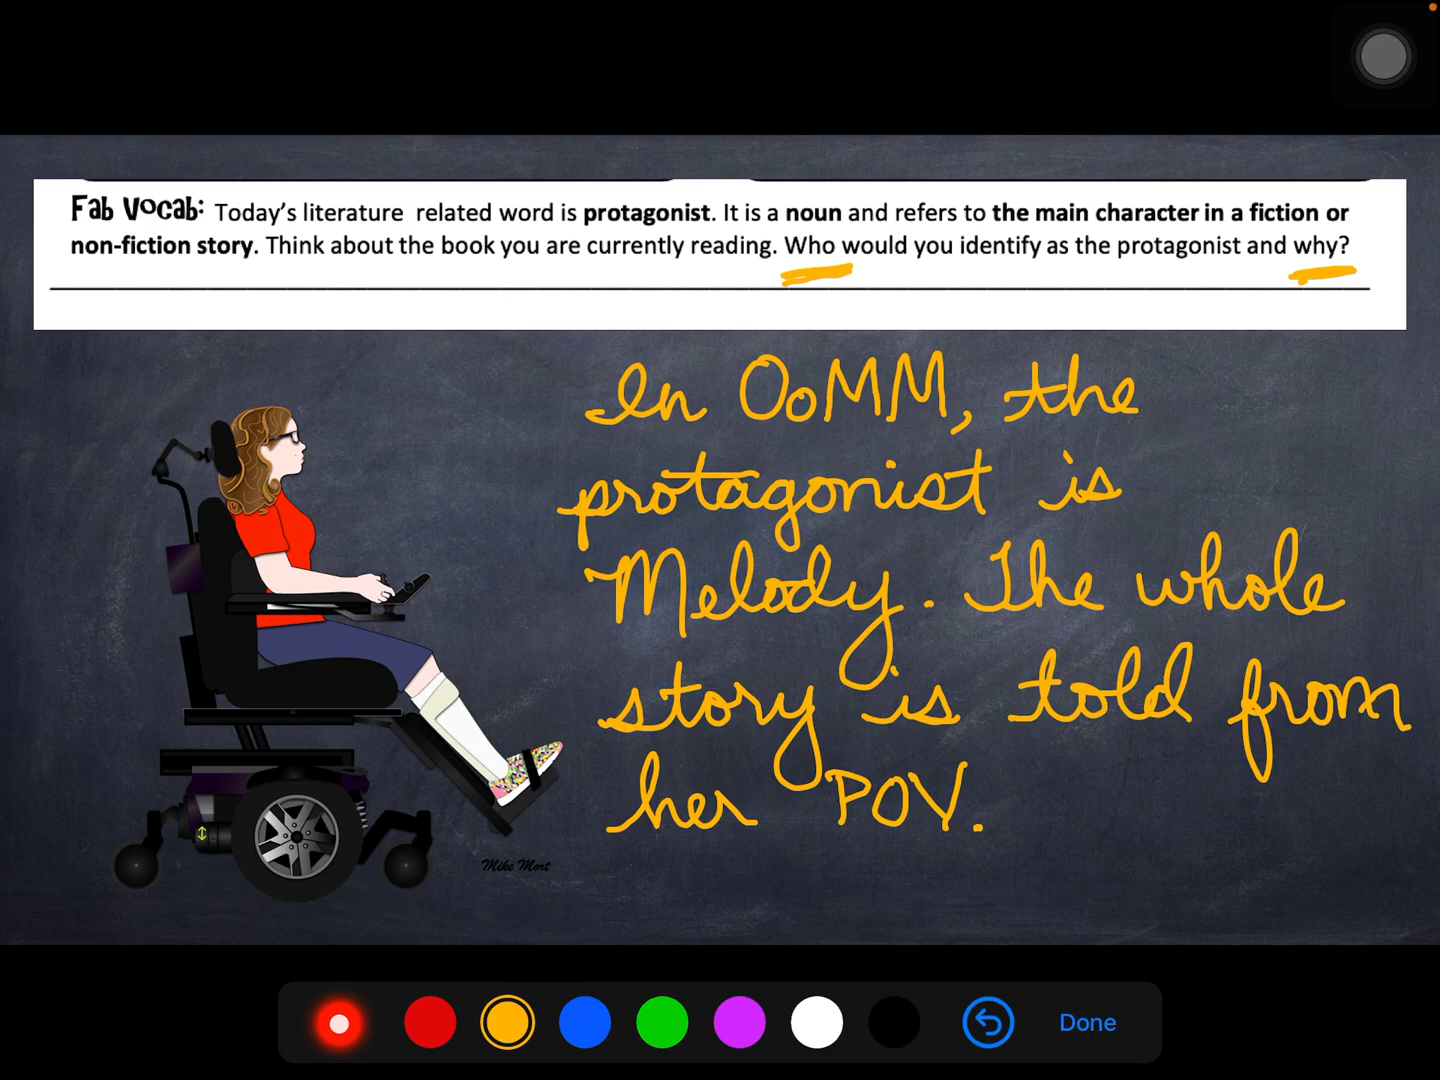 Fab Vocab: Today's literature related word is protagonist. It is a noun and refers to the main character in a fiction or
non-fiction story. Think about the book you are currently reading. Who would you identify as the protagonist and why?
In OoMM, the
protagonist is
Melody. The whole
story is told from
her POV.
Mike Mort
Done